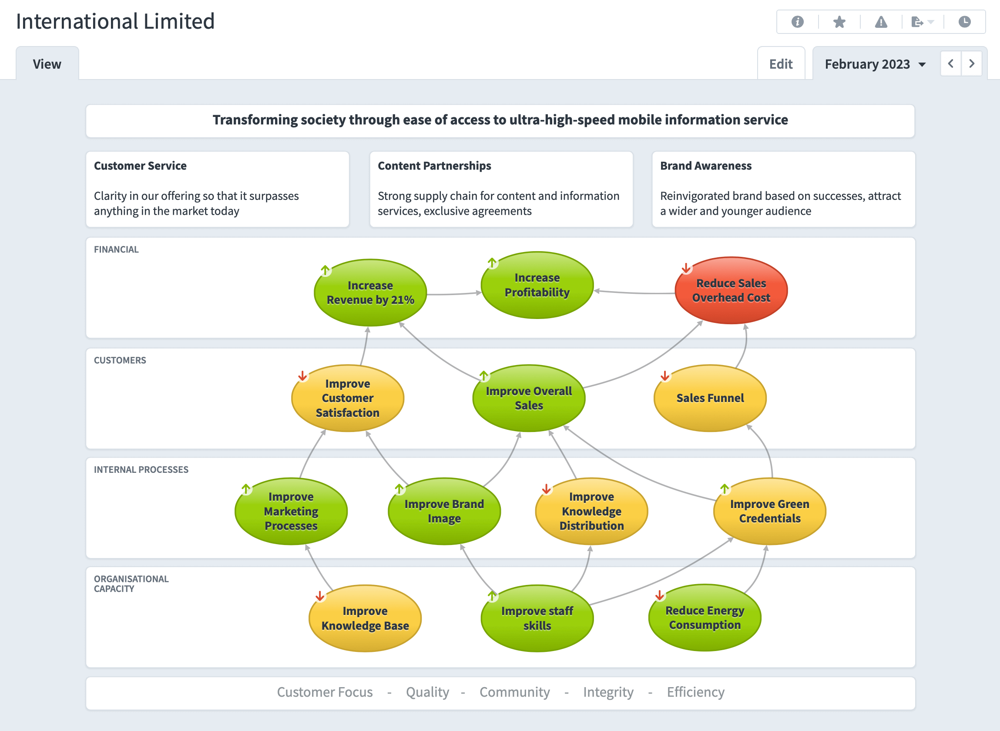 International Limited
View
Edit
February 2023
Transforming society through ease of access to ultra-high-speed mobile information service
Customer Service
Clarity in our offering so that it surpasses
anything in the market today
Content Partnerships
Strong supply chain for content and information
services, exclusive agreements
Brand Awareness
Reinvigorated brand based on successes, attract
a wider and younger audience
FINANCIAL
Increase
Revenue by 21%
Increase
Profitability
Reduce Sales
Overhead Cost
CUSTOMERS
Improve
Customer
Satisfaction
Improve Overall
Sales
Sales Funnel
INTERNAL PROCESSES
Improve
Marketing
Processes
Improve Brand
Image
Improve
Knowledge
Distribution
Improve Green
Credentials
ORGANISATIONAL
CAPACITY
Improve
Knowledge Base
Improve staff
skills
Reduce Energy
Consumption
Customer Focus - Quality - Community - Integrity - Efficiency